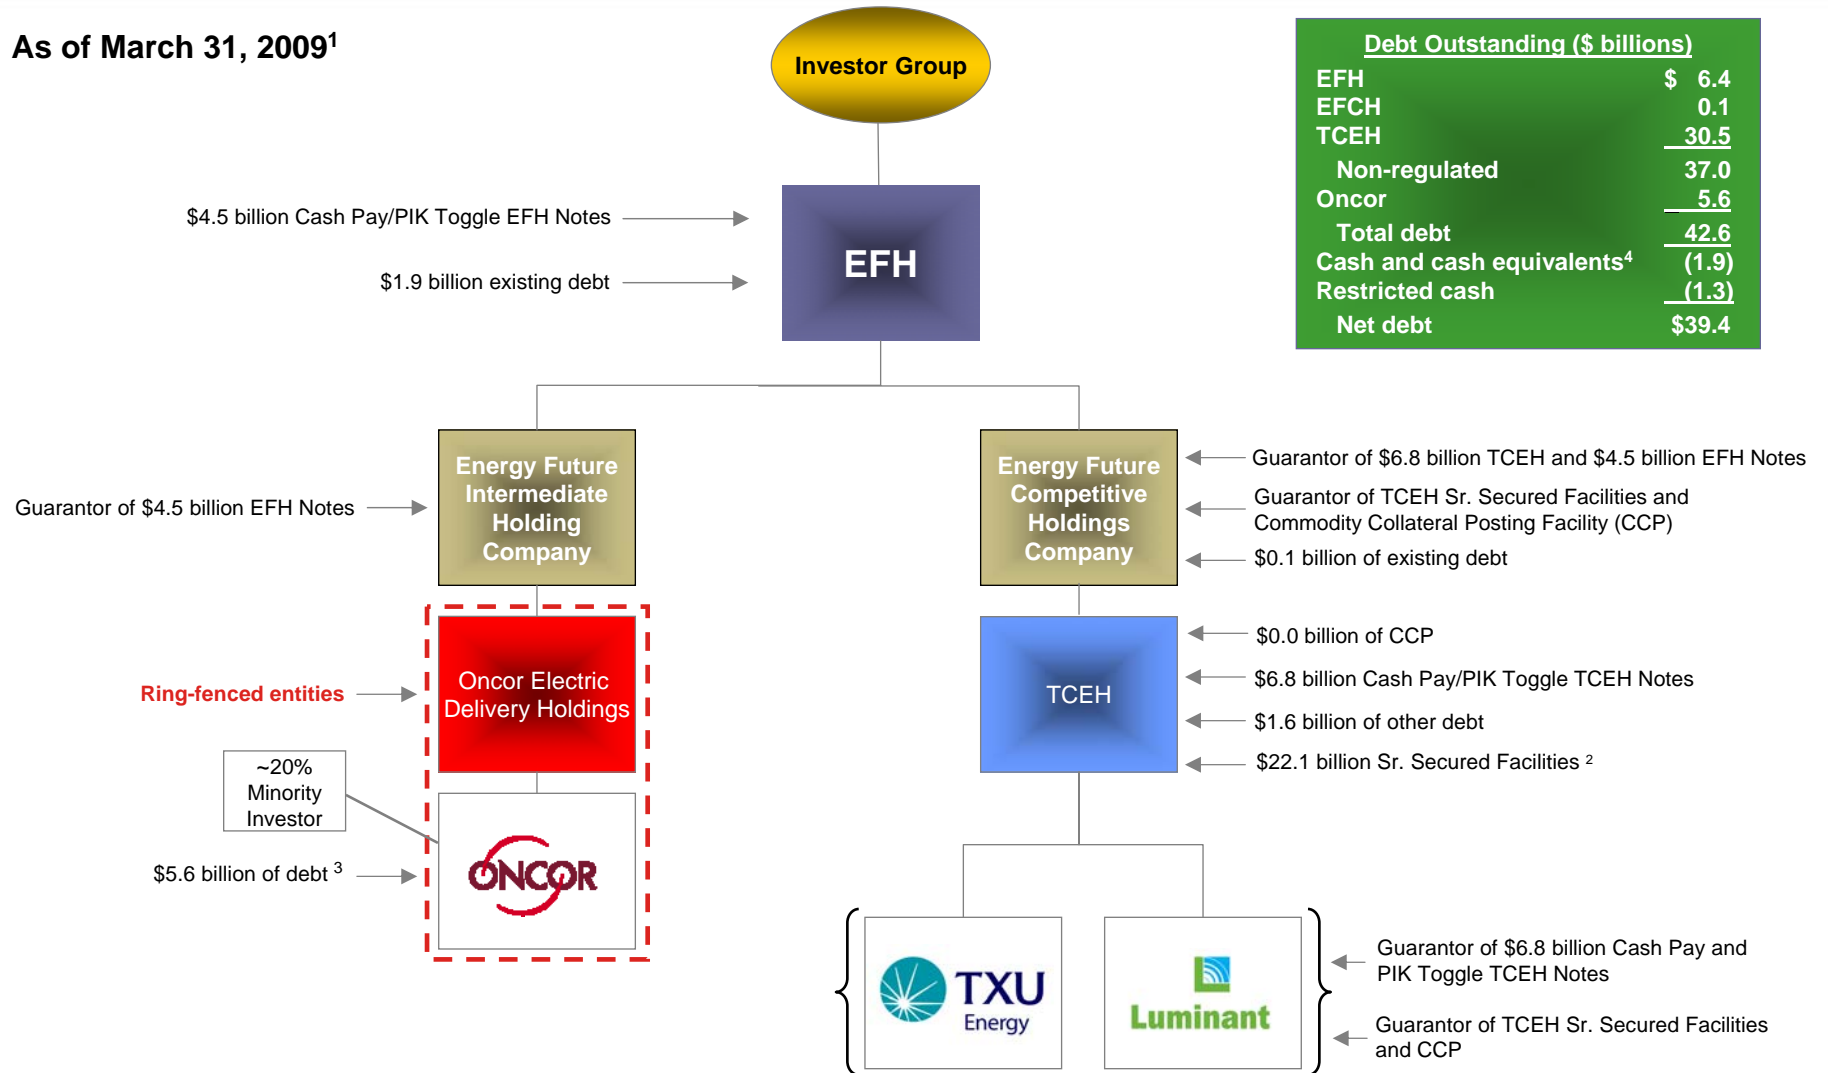 As of March 31, 2009¹
Investor Group
Debt Outstanding ($ billions)
EFH $ 6.4
EFCH 0.1
TCEH 30.5
Non-regulated 37.0
Oncor 5.6
Total debt 42.6
Cash and cash equivalents⁴ (1.9)
Restricted cash (1.3)
Net debt $39.4
$4.5 billion Cash Pay/PIK Toggle EFH Notes
$1.9 billion existing debt
EFH
Guarantor of $4.5 billion EFH Notes
Energy Future
Intermediate
Holding
Company
Energy Future
Competitive
Holdings
Company
Guarantor of $6.8 billion TCEH and $4.5 billion EFH Notes
Guarantor of TCEH Sr. Secured Facilities and
Commodity Collateral Posting Facility (CCP)
$0.1 billion of existing debt
Ring-fenced entities
Oncor Electric
Delivery Holdings
TCEH
$0.0 billion of CCP
$6.8 billion Cash Pay/PIK Toggle TCEH Notes
$1.6 billion of other debt
$22.1 billion Sr. Secured Facilities ²
~20%
Minority
Investor
$5.6 billion of debt ³
ONCOR
TXU
Energy
Luminant
Guarantor of $6.8 billion Cash Pay and
PIK Toggle TCEH Notes
Guarantor of TCEH Sr. Secured Facilities
and CCP